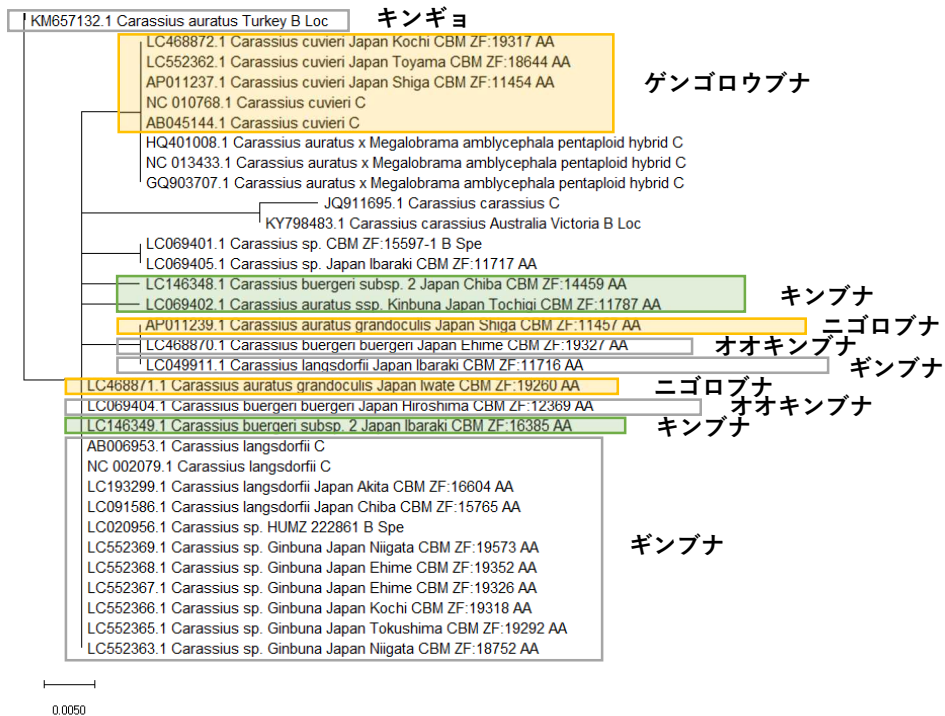 KM657132.1 Carassius auratus Turkey B Loc キンギョ
LC468872.1 Carassius cuvieri Japan Kochi CBM ZF:19317 AA
LC552362.1 Carassius cuvieri Japan Toyama CBM ZF:18644 AA
AP011237.1 Carassius cuvieri Japan Shiga CBM ZF:11454 AA ゲンゴロウブナ
NC 010768.1 Carassius cuvieri C
AB045144.1 Carassius cuvieri C
HQ401008.1 Carassius auratus x Megalobrama amblycephala pentaploid hybrid C
NC 013433.1 Carassius auratus x Megalobrama amblycephala pentaploid hybrid C
GQ903707.1 Carassius auratus x Megalobrama amblycephala pentaploid hybrid C
JQ911695.1 Carassius carassius C
KY798483.1 Carassius carassius Australia Victoria B Loc
LC069401.1 Carassius sp. CBM ZF:15597-1 B Spe
LC069405.1 Carassius sp. Japan Ibaraki CBM ZF:11717 AA
LC146348.1 Carassius buergeri subsp. 2 Japan Chiba CBM ZF:14459 AA キンブナ
LC069402.1 Carassius auratus ssp. Kinbuna Japan Tochigi CBM ZF:11787 AA
AP011239.1 Carassius auratus grandoculis Japan Shiga CBM ZF:11457 AA ニゴロブナ
LC468870.1 Carassius buergeri buergeri Japan Ehime CBM ZF:19327 AA オオキンブナ
LC049911.1 Carassius langsdorfii Japan Ibaraki CBM ZF:11716 AA ギンブナ
LC468871.1 Carassius auratus grandoculis Japan Iwate CBM ZF:19260 AA ニゴロブナ
LC069404.1 Carassius buergeri buergeri Japan Hiroshima CBM ZF:12369 AA オオキンブナ
LC146349.1 Carassius buergeri subsp. 2 Japan Ibaraki CBM ZF:16385 AA キンブナ
AB006953.1 Carassius langsdorfii C
NC 002079.1 Carassius langsdorfii C
LC193299.1 Carassius langsdorfii Japan Akita CBM ZF:16604 AA
LC091586.1 Carassius langsdorfii Japan Chiba CBM ZF:15765 AA
LC020956.1 Carassius sp. HUMZ 222861 B Spe
LC552369.1 Carassius sp. Ginbuna Japan Niigata CBM ZF:19573 AA ギンブナ
LC552368.1 Carassius sp. Ginbuna Japan Ehime CBM ZF:19352 AA
LC552367.1 Carassius sp. Ginbuna Japan Ehime CBM ZF:19326 AA
LC552366.1 Carassius sp. Ginbuna Japan Kochi CBM ZF:19318 AA
LC552365.1 Carassius sp. Ginbuna Japan Tokushima CBM ZF:19292 AA
LC552363.1 Carassius sp. Ginbuna Japan Niigata CBM ZF:18752 AA
0.0050